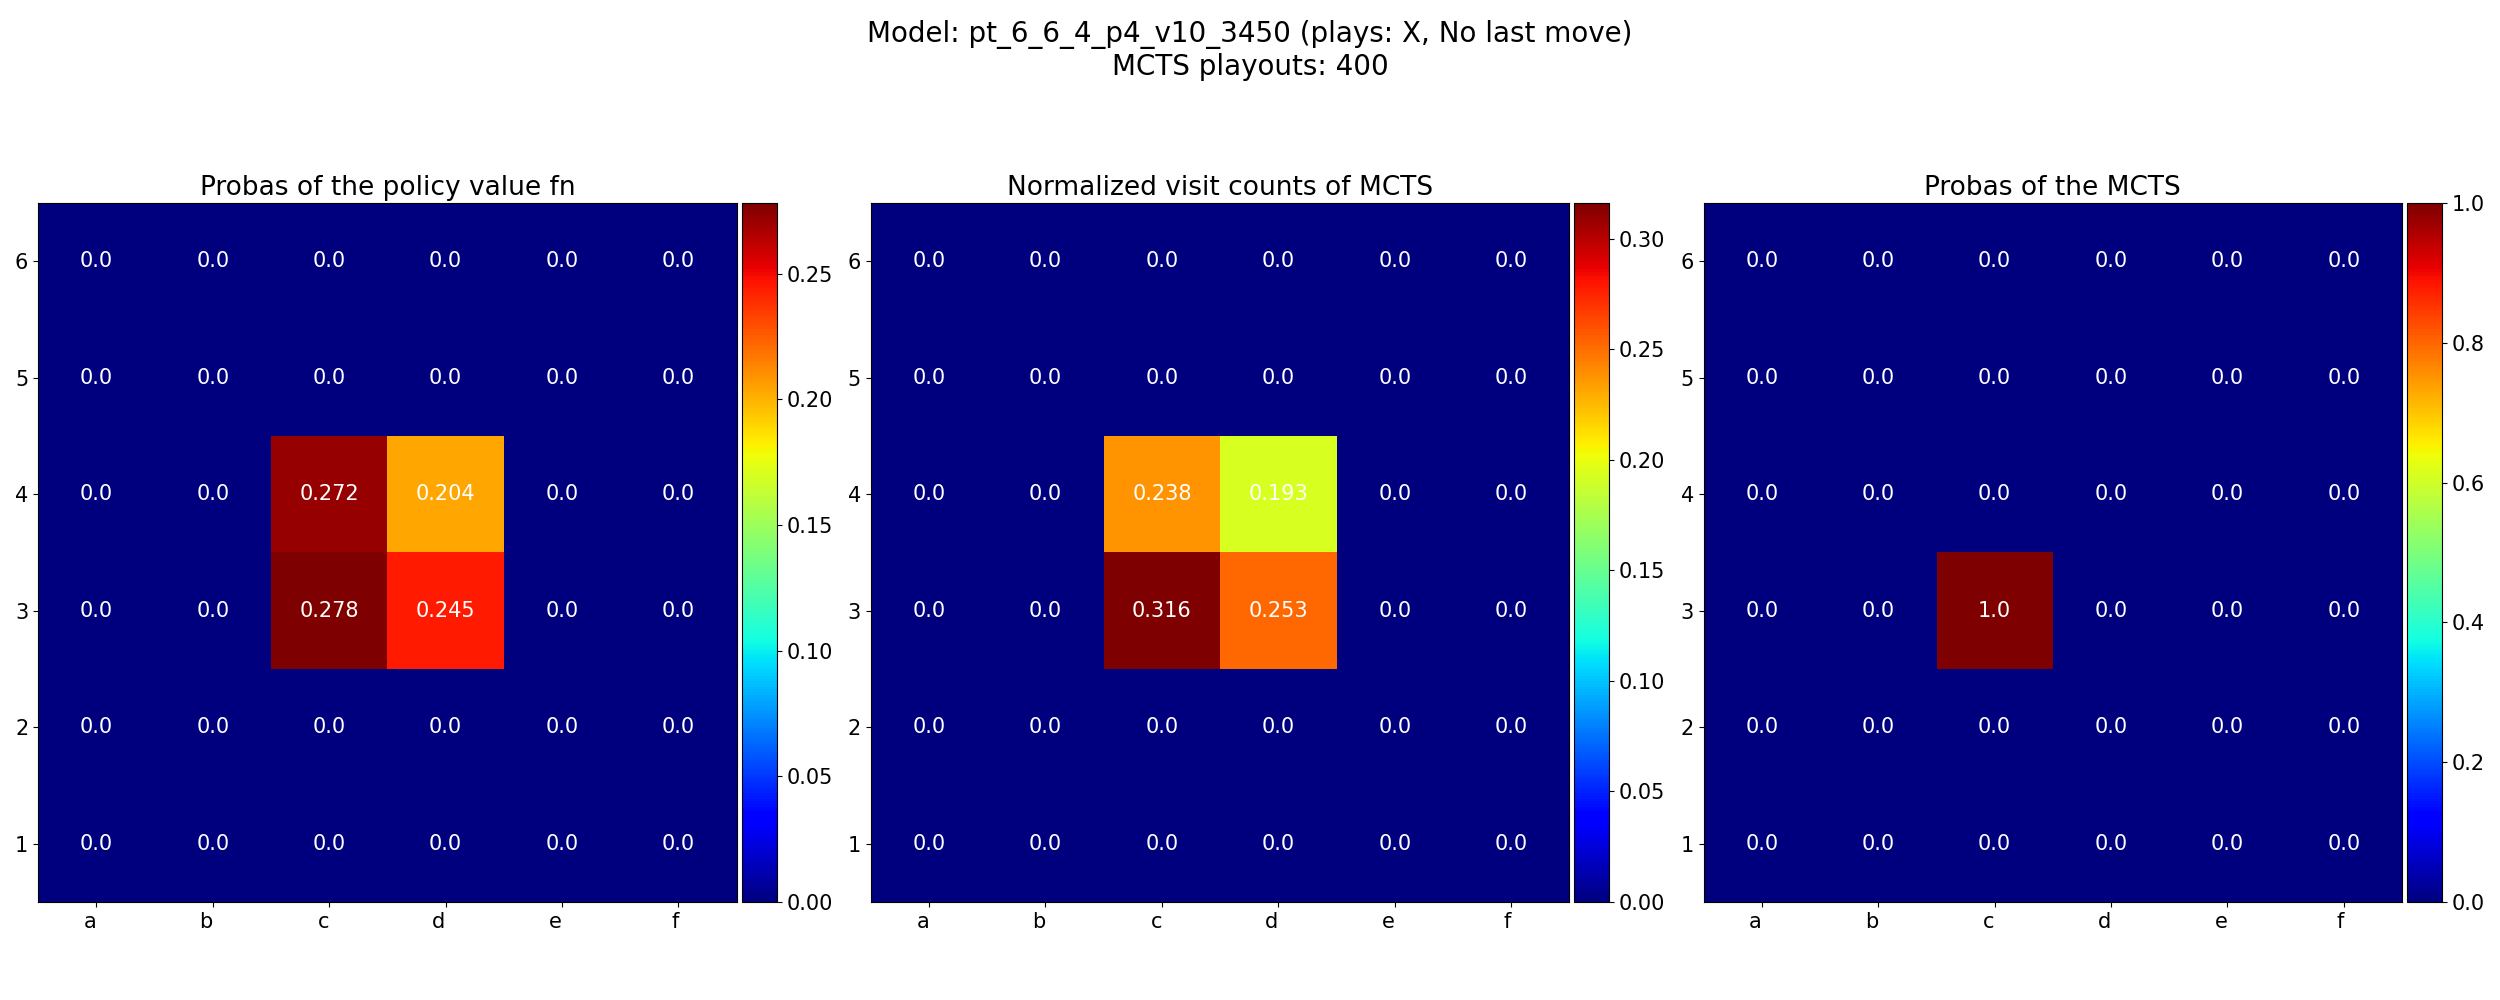 Model: pt_6_6_4_p4_v10_3450 (plays: X, No last move)
MCTS playouts: 400
Probas of the policy value fn
6 0.0 0.0 0.0 0.0 0.0 0.0
5 0.0 0.0 0.0 0.0 0.0 0.0
4 0.0 0.0 0.272 0.204 0.0 0.0
3 0.0 0.0 0.278 0.245 0.0 0.0
2 0.0 0.0 0.0 0.0 0.0 0.0
1 0.0 0.0 0.0 0.0 0.0 0.0
a b c d e f
0.25
0.20
0.15
0.10
0.05
0.00
Normalized visit counts of MCTS
6 0.0 0.0 0.0 0.0 0.0 0.0
5 0.0 0.0 0.0 0.0 0.0 0.0
4 0.0 0.0 0.238 0.193 0.0 0.0
3 0.0 0.0 0.316 0.253 0.0 0.0
2 0.0 0.0 0.0 0.0 0.0 0.0
1 0.0 0.0 0.0 0.0 0.0 0.0
a b c d e f
0.30
0.25
0.20
0.15
0.10
0.05
0.00
Probas of the MCTS
6 0.0 0.0 0.0 0.0 0.0 0.0
5 0.0 0.0 0.0 0.0 0.0 0.0
4 0.0 0.0 0.0 0.0 0.0 0.0
3 0.0 0.0 1.0 0.0 0.0 0.0
2 0.0 0.0 0.0 0.0 0.0 0.0
1 0.0 0.0 0.0 0.0 0.0 0.0
a b c d e f
1.0
0.8
0.6
0.4
0.2
0.0